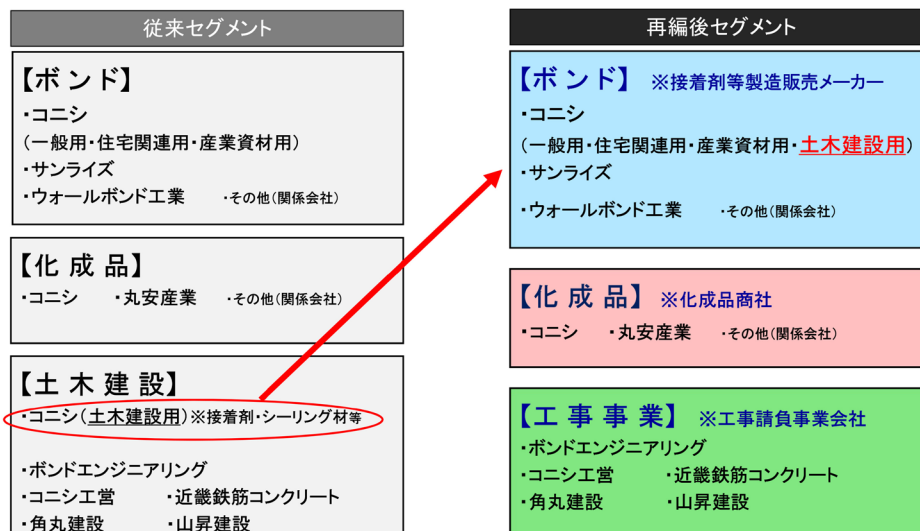 従来セグメント
【ボ ン ド】
・コニシ
(一般用・住宅関連用・産業資材用)
・サンライズ
・ウォールボンド工業 ・その他(関係会社)
【化 成 品】
・コニシ ・丸安産業 ・その他(関係会社)
【土 木 建 設】
・コニシ(土木建設用)※接着剤・シーリング材等
・ボンドエンジニアリング
・コニシ工営 ・近畿鉄筋コンクリート
・角丸建設 ・山昇建設
再編後セグメント
【ボ ン ド】 ※接着剤等製造販売メーカー
・コニシ
(一般用・住宅関連用・産業資材用・土木建設用)
・サンライズ
・ウォールボンド工業 ・その他(関係会社)
【化 成 品】 ※化成品商社
・コニシ ・丸安産業 ・その他(関係会社)
【工 事 事 業】 ※工事請負事業会社
・ボンドエンジニアリング
・コニシ工営 ・近畿鉄筋コンクリート
・角丸建設 ・山昇建設